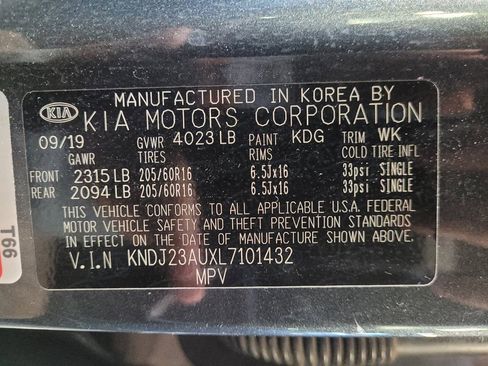 MANUFACTURED IN KOREA BY
KIA KIA MOTORS CORPORATION
09/19 GVWR 4023 LB PAINT KDG TRIM WK
GAWR TIRES RIMS COLD TIRE INFL
FRONT 2315 LB 205/60R16 6.5Jx16 33psi SINGLE
REAR 2094 LB 205/60R16 6.5Jx16 33psi SINGLE
THIS VEHICLE CONFORMS TO ALL APPLICABLE U.S.A. FEDERAL
MOTOR VEHICLE SAFETY AND THEFT PREVENTION STANDARDS
IN EFFECT ON THE DATE OF MANUFACTURE SHOWN ABOVE.
V.I.N KNDJ23AUXL7101432
MPV
T66